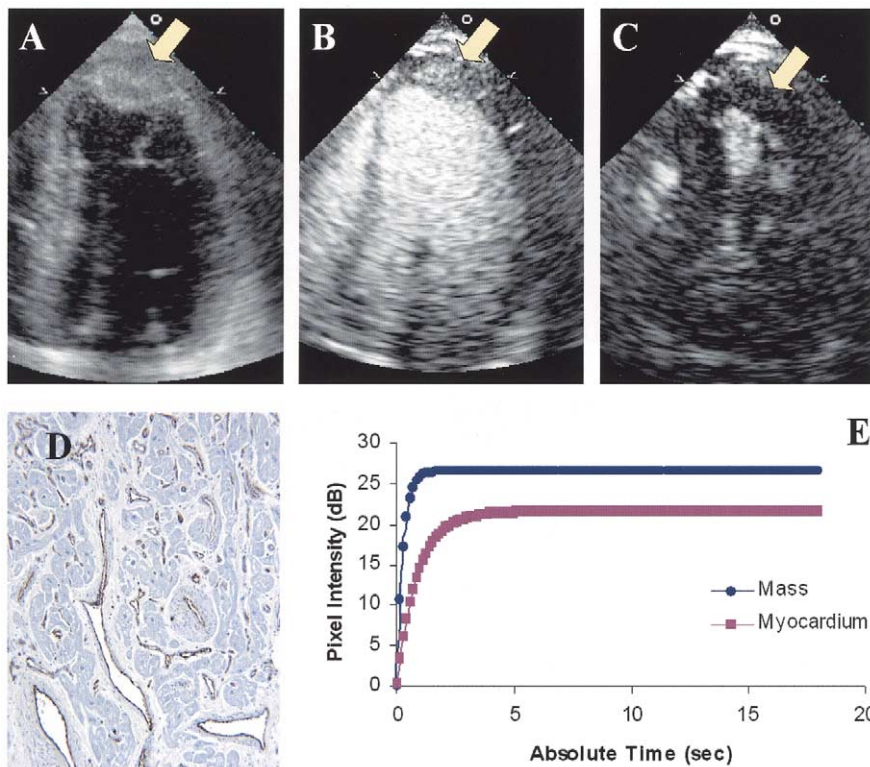 A
B
C
D
E
30
25
20
15
10
5
0
Pixel Intensity (dB)
Mass
Myocardium
0 5 10 15 20
Absolute Time (sec)